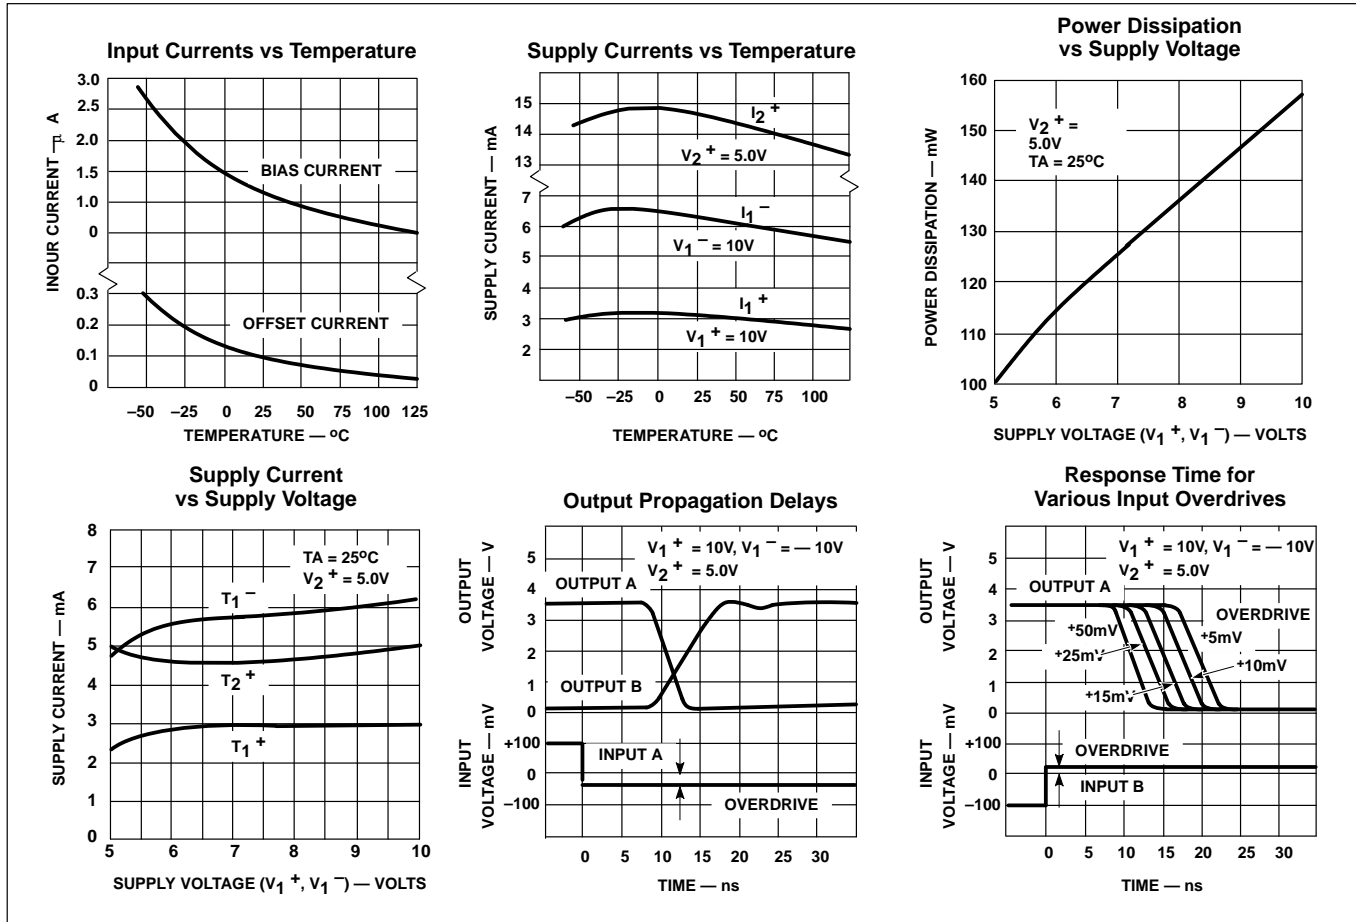 Input Currents vs Temperature
3.0
2.5
2.0
1.5
1.0
0
0.3
0.2
0.1
0
INOUR CURRENT —μ A
BIAS CURRENT
OFFSET CURRENT
–50 –25 0 25 50 75 100 125
TEMPERATURE — oC
Supply Currents vs Temperature
15
14
13
7
6
5
4
3
2
SUPPLY CURRENT — mA
I2 +
V2 + = 5.0V
I1 –
V1 – = 10V
I1 +
V1 + = 10V
–50 –25 0 25 50 75 100
TEMPERATURE — oC
Power Dissipation
vs Supply Voltage
160
150
140
130
120
110
100
POWER DISSIPATION — mW
V2 + =
5.0V
TA = 25oC
5 6 7 8 9 10
SUPPLY VOLTAGE (V1 +, V1 –) — VOLTS
Supply Current
vs Supply Voltage
8
7
6
5
4
3
2
1
0
SUPPLY CURRENT — mA
TA = 25oC
V2 + = 5.0V
T1 –
T2 +
T1 +
5 6 7 8 9 10
SUPPLY VOLTAGE (V1 +, V1 –) — VOLTS
Output Propagation Delays
OUTPUT
VOLTAGE — V
5
4
3
2
1
0
V1 + = 10V, V1 – = — 10V
V2 + = 5.0V
OUTPUT A
OUTPUT B
INPUT
VOLTAGE — mV
+100
0
–100
INPUT A
OVERDRIVE
0 5 10 15 20 25 30
TIME — ns
Response Time for
Various Input Overdrives
OUTPUT
VOLTAGE — V
5
4
3
2
1
0
V1 + = 10V, V1 – = — 10V
V2 + = 5.0V
OUTPUT A
OVERDRIVE
+50mV
+5mV
+25mV
+10mV
+15mV
INPUT
VOLTAGE — mV
+100
0
–100
OVERDRIVE
INPUT B
0 5 10 15 20 25 30
TIME — ns